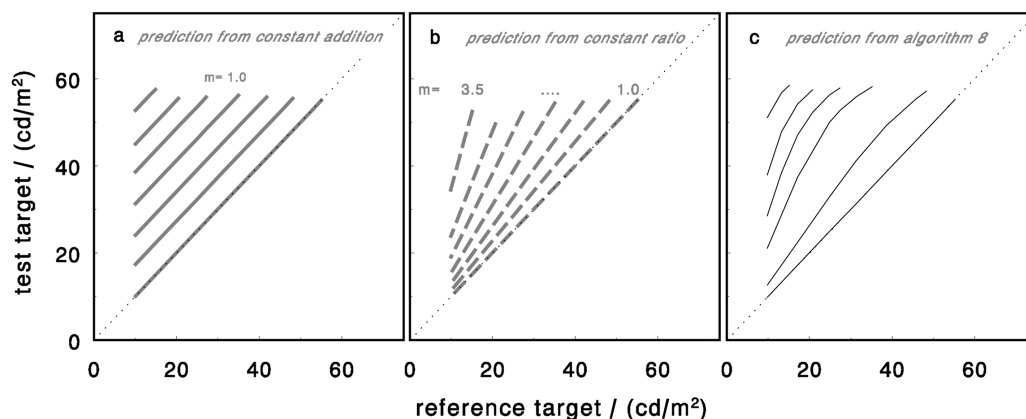 a prediction from constant addition
m= 1.0
b prediction from constant ratio
m= 3.5 .... 1.0
c prediction from algorithm 8
test target / (cd/m²)
60
40
20
0
0 20 40 60 0 20 40 60 0 20 40 60
reference target / (cd/m²)